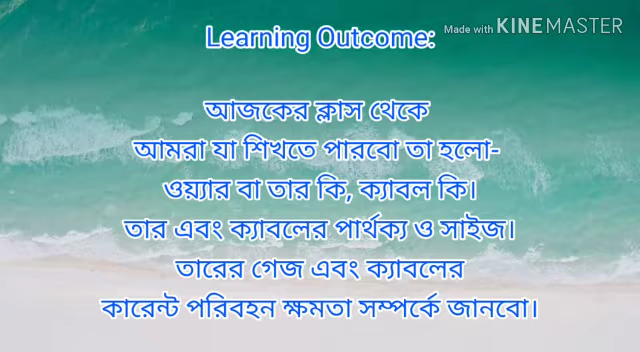 Learning Outcome:
Made with KINEMASTER
আজকের ক্লাস থেকে
আমরা যা শিখতে পারবো তা হলো-
ওয়্যার বা তার কি, ক্যাবল কি।
তার এবং ক্যাবলের পার্থক্য ও সাইজ।
তারের গেজ এবং ক্যাবলের
কারেন্ট পরিবহন ক্ষমতা সম্পর্কে জানবো।